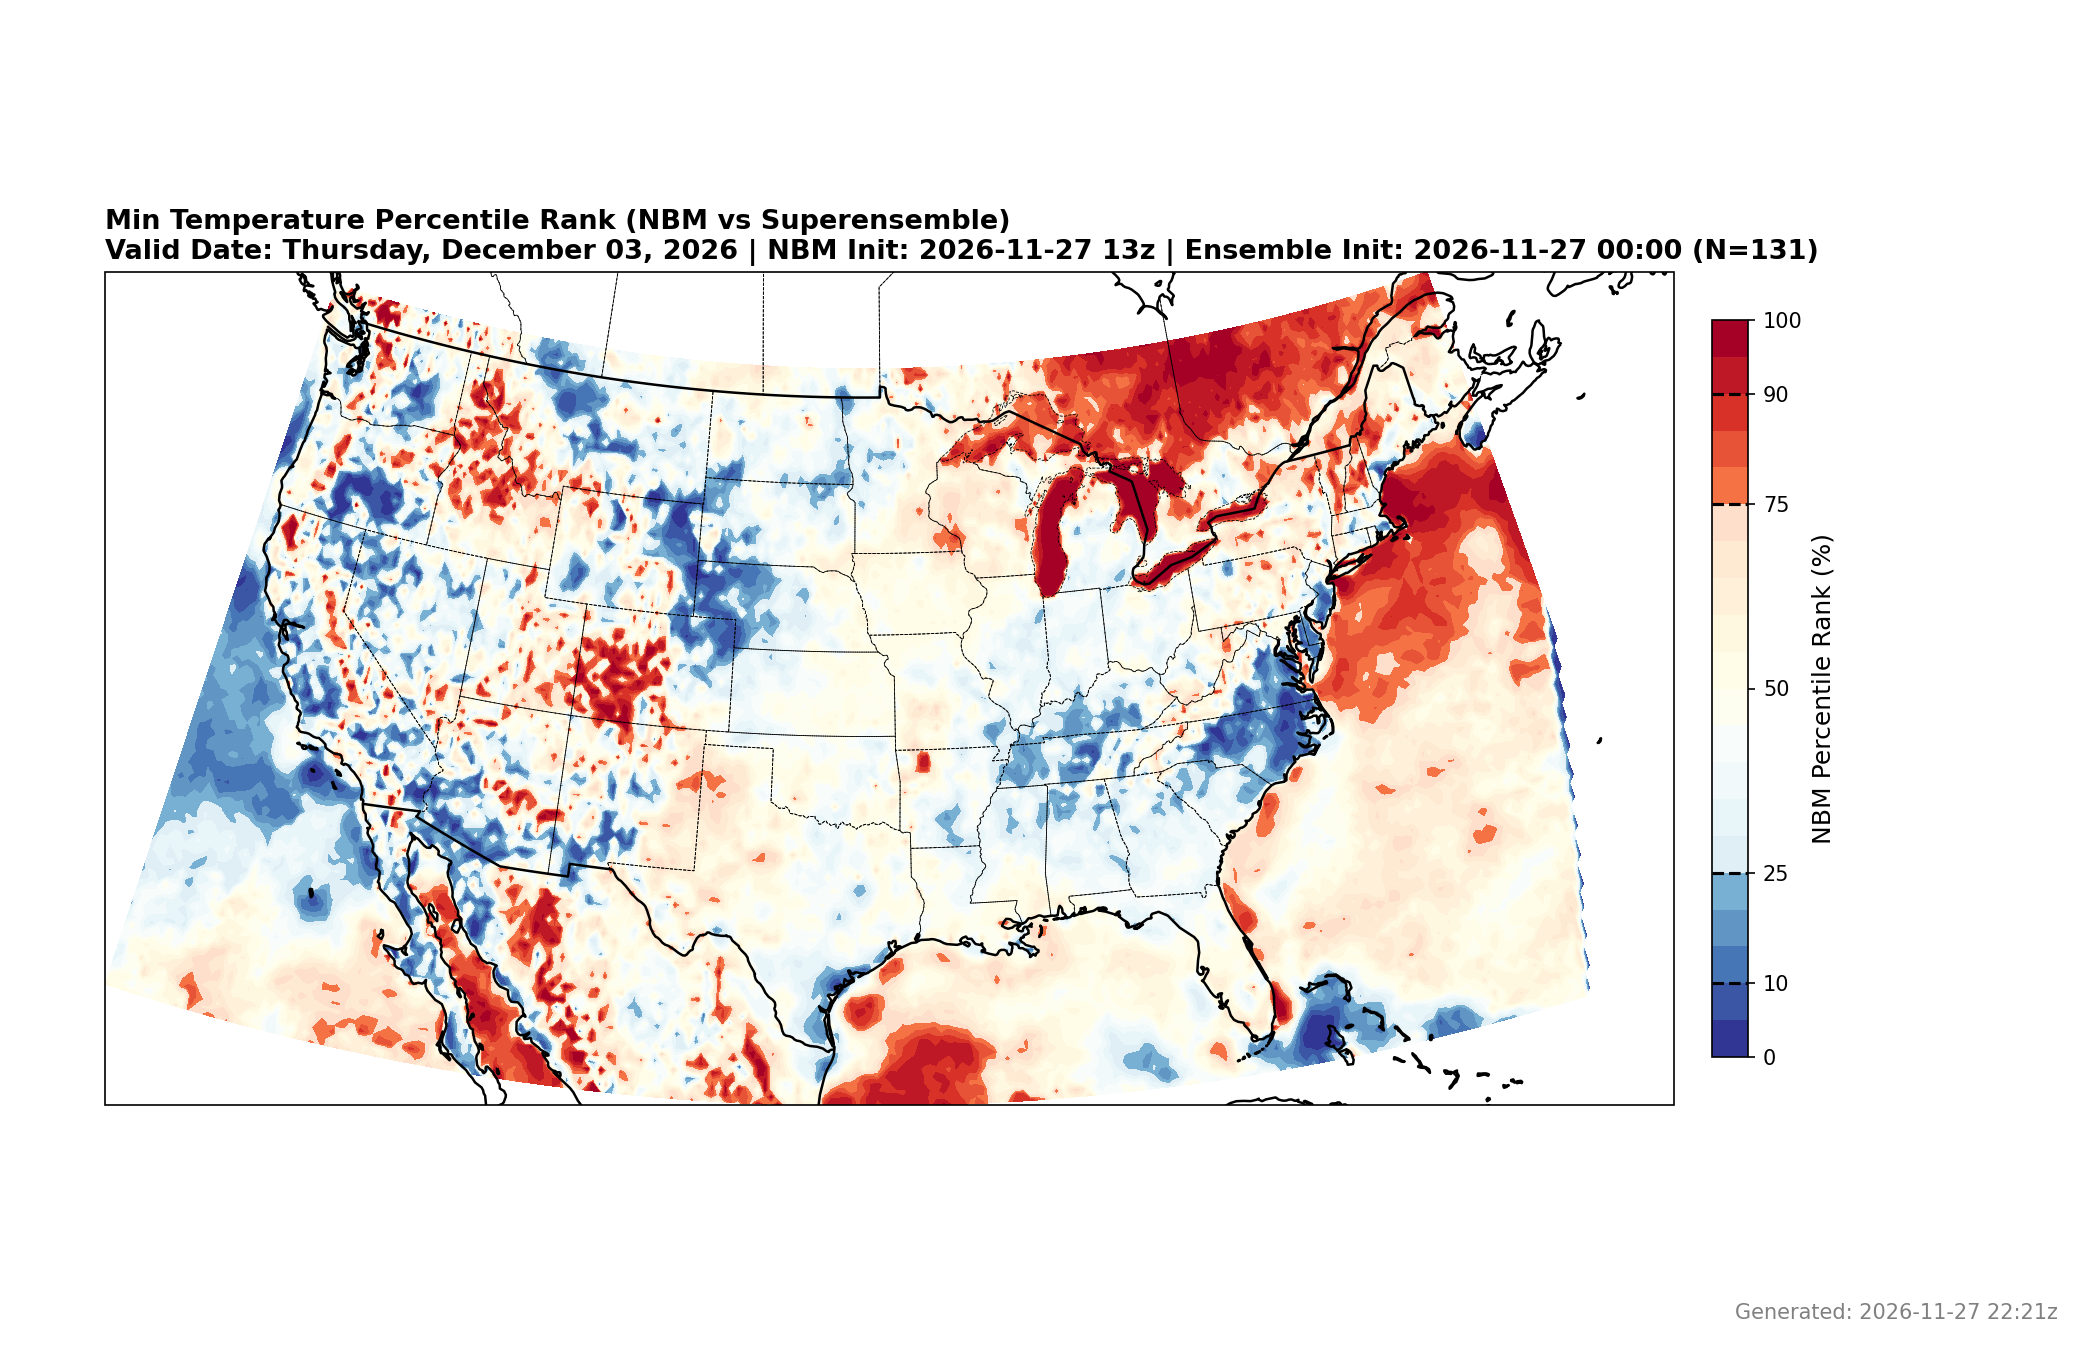 Min Temperature Percentile Rank (NBM vs Superensemble)
Valid Date: Thursday, December 03, 2026 | NBM Init: 2026-11-27 13z | Ensemble Init: 2026-11-27 00:00 (N=131)
100
90
75
50
25
10
0
NBM Percentile Rank (%)
Generated: 2026-11-27 22:21z